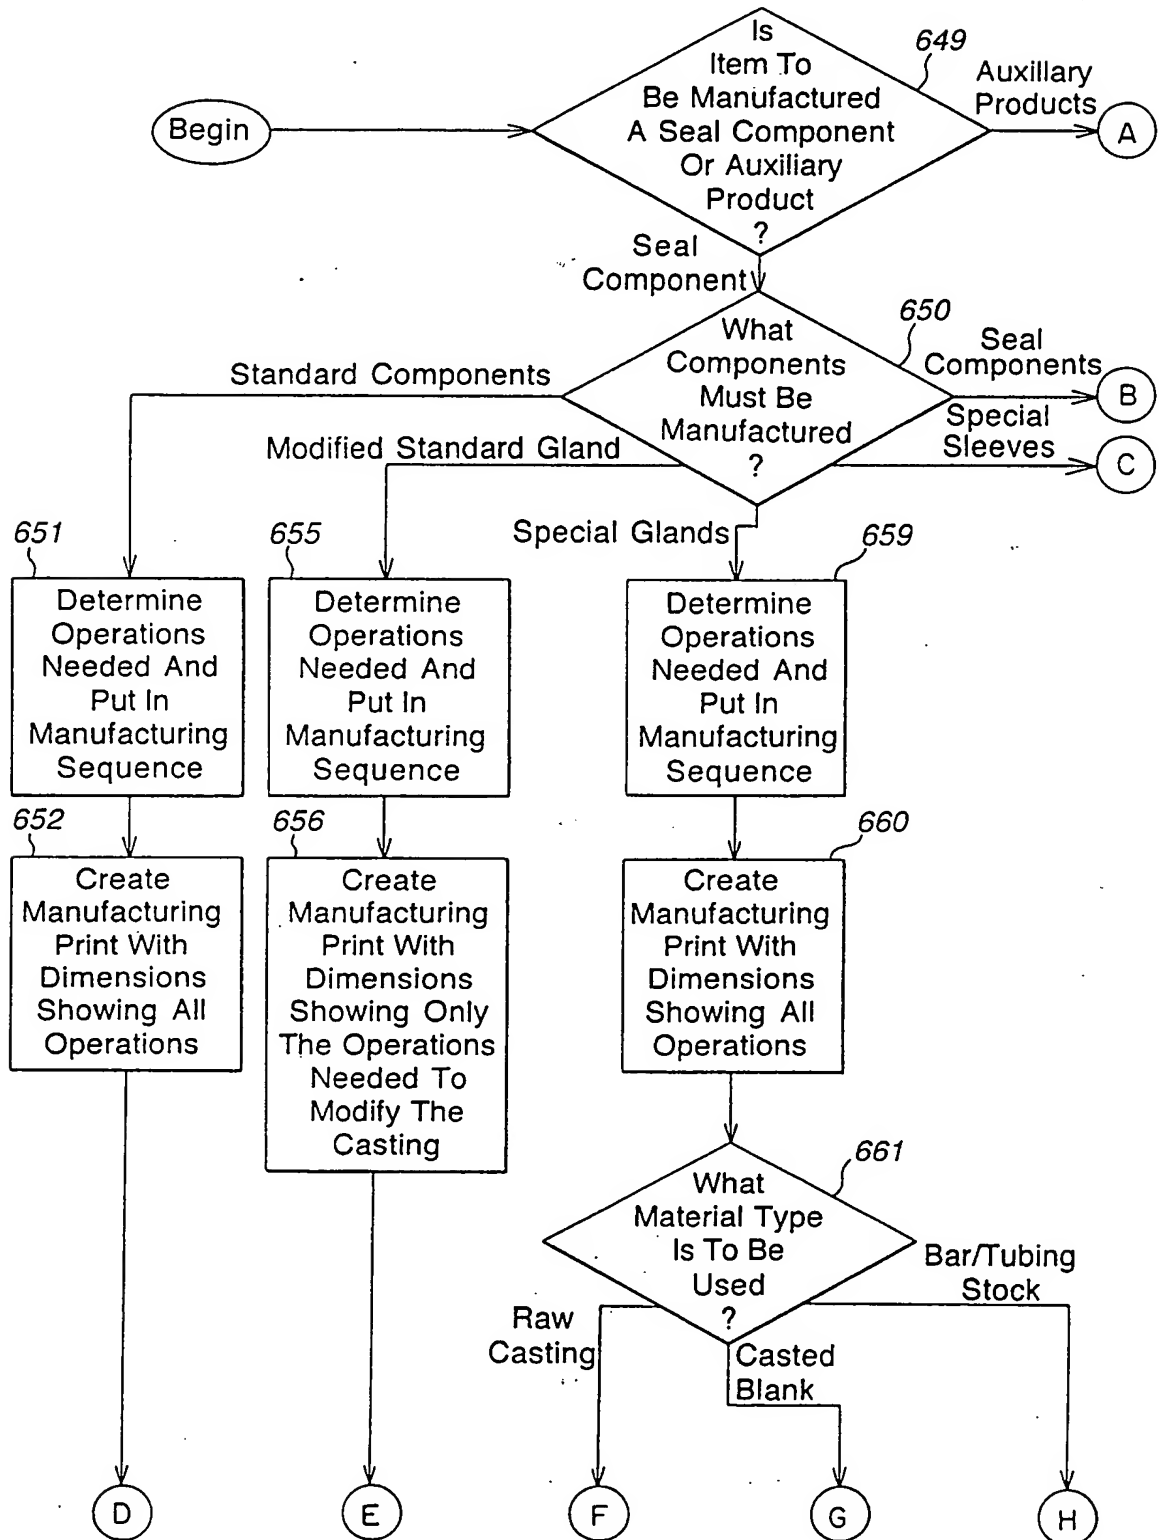 Begin
Is
Item To
Be Manufactured
A Seal Component
Or Auxiliary
Product
?
649
Auxillary
Products
A
Seal
Component
What
Components
Must Be
Manufactured
?
650
Seal
Components
B
Special
Sleeves
C
Standard Components
Modified Standard Gland
Special Glands
651
Determine
Operations
Needed And
Put In
Manufacturing
Sequence
655
Determine
Operations
Needed And
Put In
Manufacturing
Sequence
659
Determine
Operations
Needed And
Put In
Manufacturing
Sequence
652
Create
Manufacturing
Print With
Dimensions
Showing All
Operations
656
Create
Manufacturing
Print With
Dimensions
Showing Only
The Operations
Needed To
Modify The
Casting
660
Create
Manufacturing
Print With
Dimensions
Showing All
Operations
661
What
Material Type
Is To Be
Used
?
Raw
Casting
Casted
Blank
Bar/Tubing
Stock
D
E
F
G
H